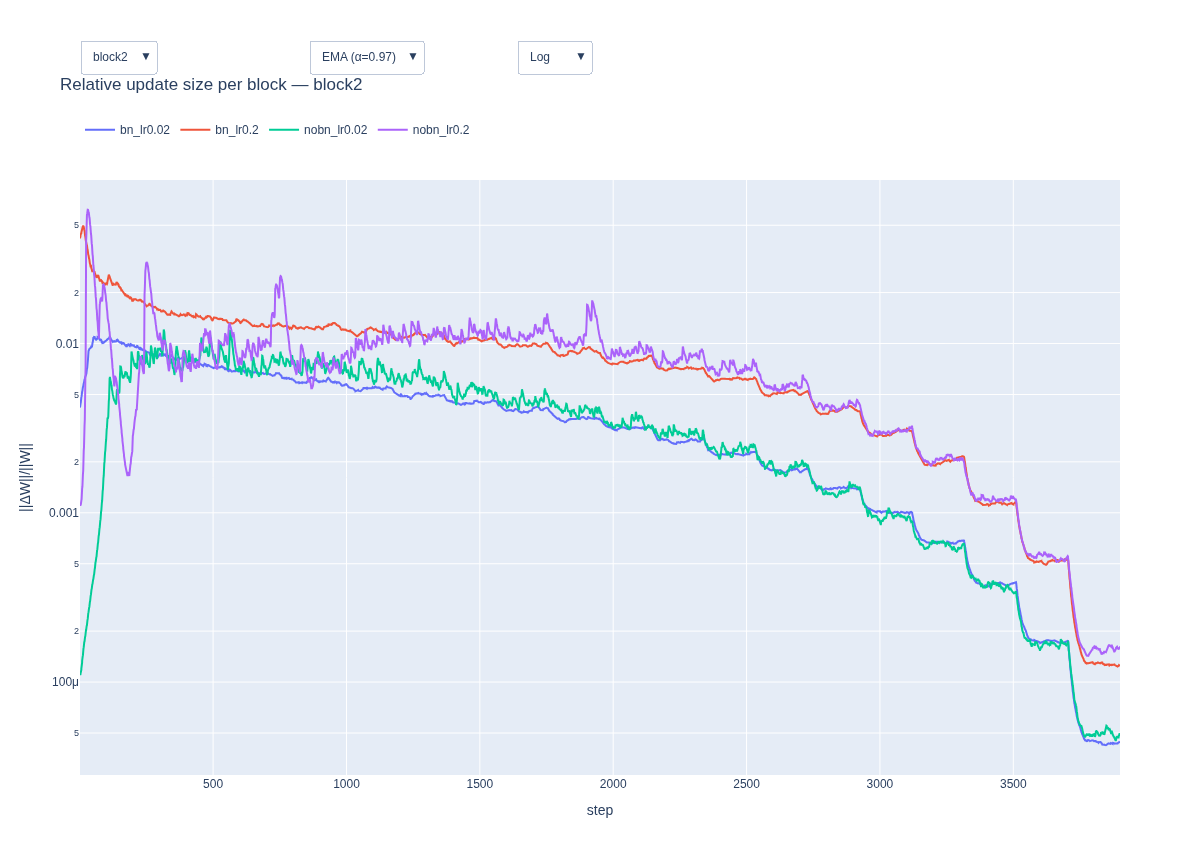 block2 ▼ EMA (α=0.97) ▼ Log ▼
Relative update size per block — block2
bn_lr0.02 bn_lr0.2 nobn_lr0.02 nobn_lr0.2
5
2
0.01
5
2
0.001
5
2
100μ
5
||ΔW||/||W||
500 1000 1500 2000 2500 3000 3500
step